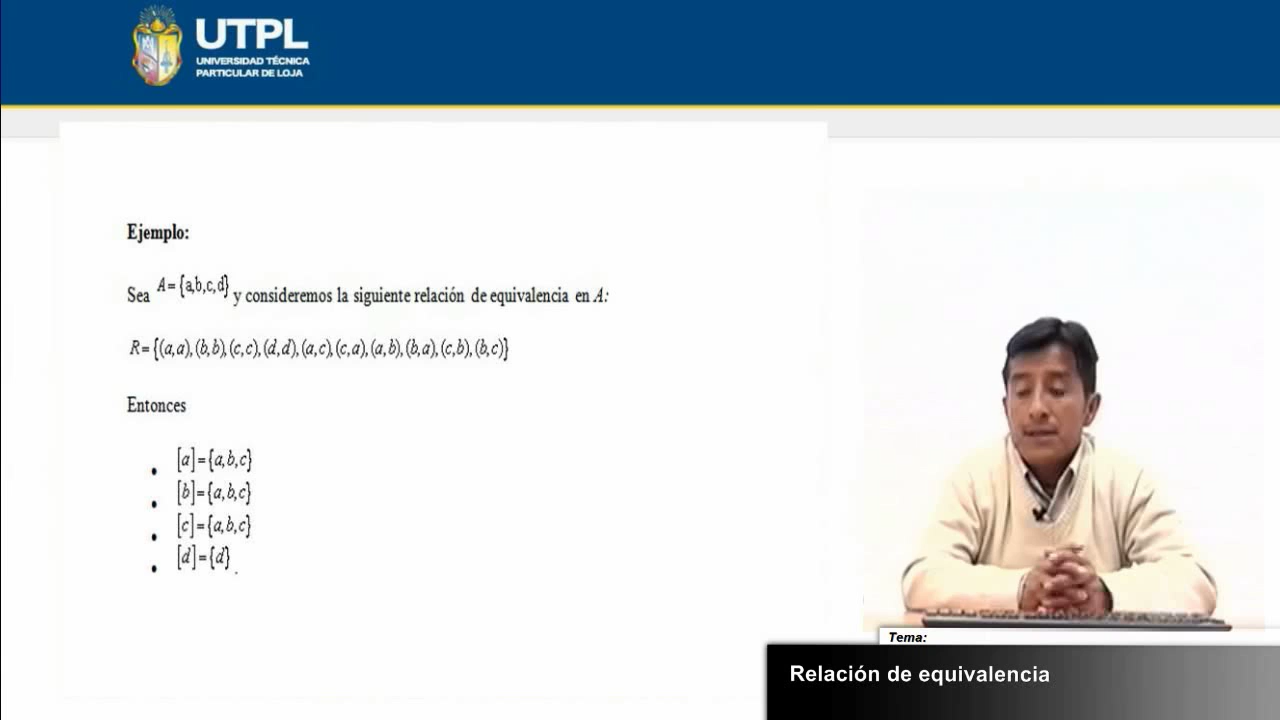 UTPL
UNIVERSIDAD TÉCNICA
PARTICULAR DE LOJA
Ejemplo:
Sea A={a,b,c,d} y consideremos la siguiente relación de equivalencia en A:
R={(a,a),(b,b),(c,c),(d,d),(a,c),(c,a),(a,b),(b,a),(c,b),(b,c)}
Entonces
• [a]={a,b,c}
• [b]={a,b,c}
• [c]={a,b,c}
• [d]={d}.
Tema:
Relación de equivalencia